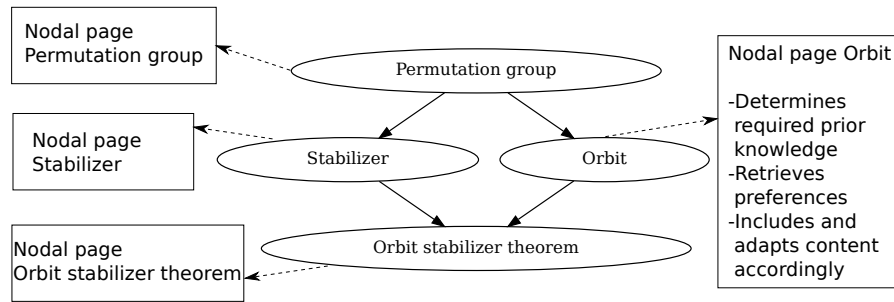 Nodal page
Permutation group
Permutation group
Nodal page Orbit
-Determines
required prior
knowledge
-Retrieves
preferences
-Includes and
adapts content
accordingly
Nodal page
Stabilizer
Stabilizer
Orbit
Nodal page
Orbit stabilizer theorem
Orbit stabilizer theorem